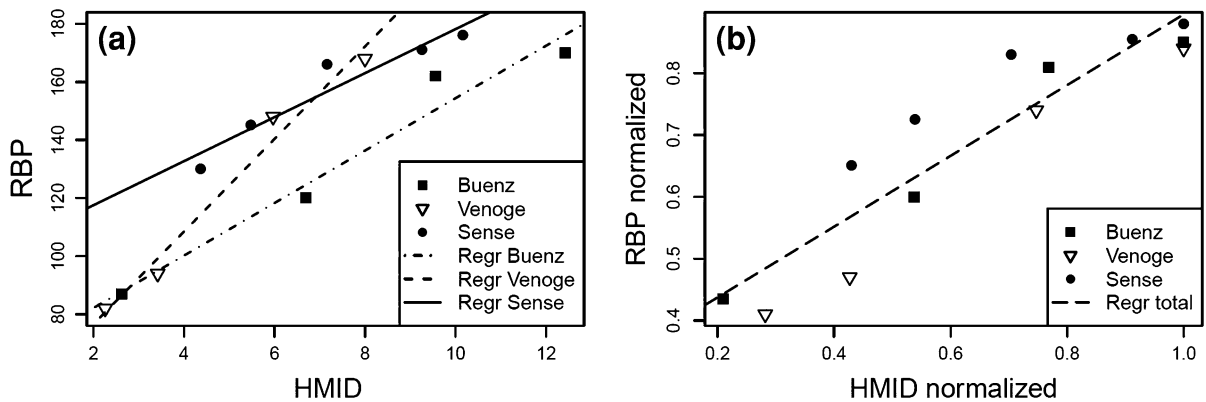 (a)
RBP
180
160
140
120
100
80
2 4 6 8 10 12
HMID
Buenz
Venoge
Sense
Regr Buenz
Regr Venoge
Regr Sense
(b)
RBP normalized
0.8
0.7
0.6
0.5
0.4
0.2 0.4 0.6 0.8 1.0
HMID normalized
Buenz
Venoge
Sense
Regr total